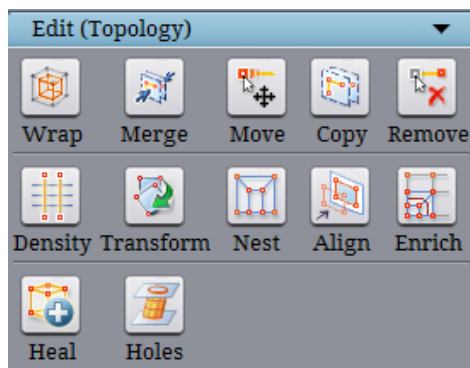 Edit (Topology)
Wrap Merge Move Copy Remove
Density Transform Nest Align Enrich
Heal Holes